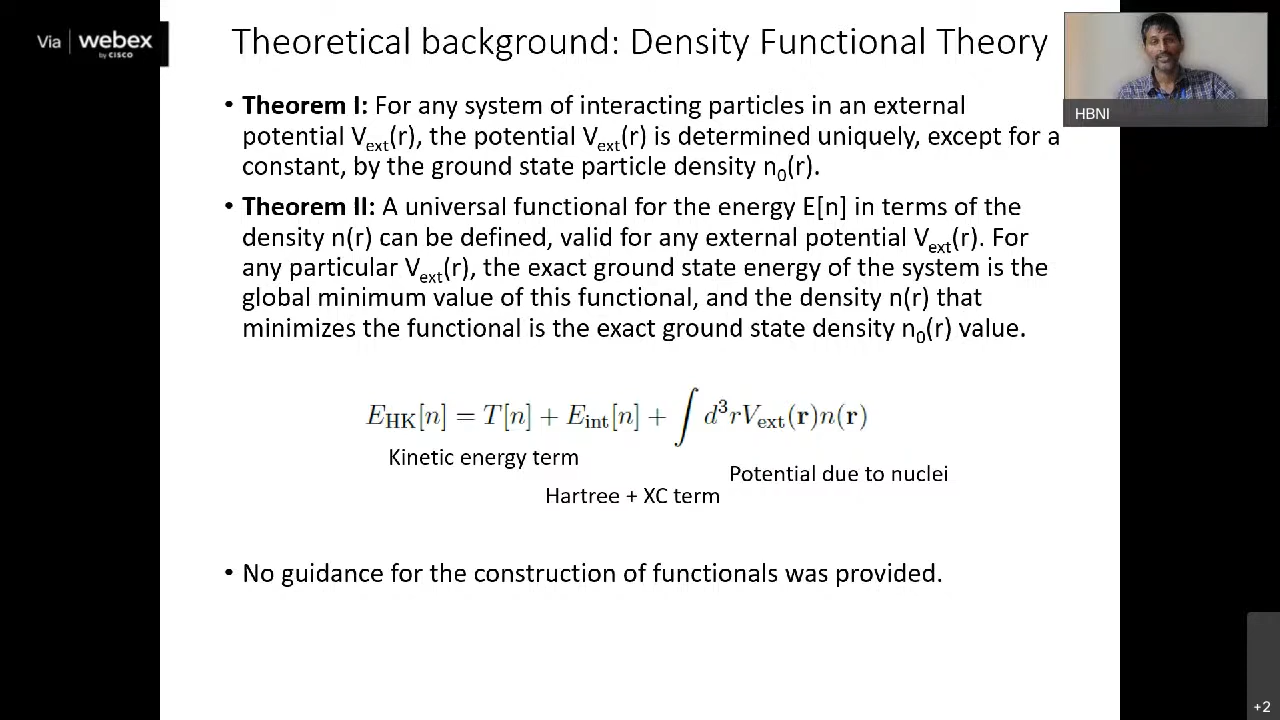 Via | webex
by CISCO
Theoretical background: Density Functional Theory
HBNI
• Theorem I: For any system of interacting particles in an external
potential Vext(r), the potential Vext(r) is determined uniquely, except for a
constant, by the ground state particle density n0(r).
• Theorem II: A universal functional for the energy E[n] in terms of the
density n(r) can be defined, valid for any external potential Vext(r). For
any particular Vext(r), the exact ground state energy of the system is the
global minimum value of this functional, and the density n(r) that
minimizes the functional is the exact ground state density n0(r) value.
EHK[n] = T[n] + Eint[n] + ∫ d³rVext(r)n(r)
Kinetic energy term
Potential due to nuclei
Hartree + XC term
• No guidance for the construction of functionals was provided.
+2